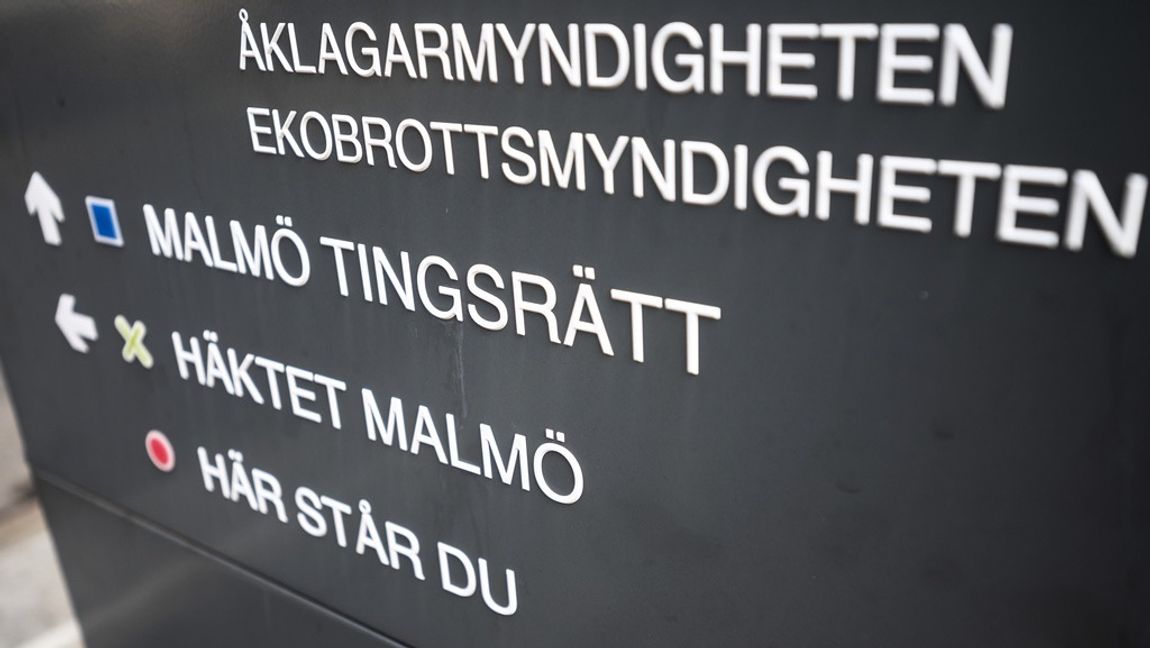 ÅKLAGARMYNDIGHETEN
EKOBROTTSMYNDIGHETEN
MALMÖ TINGSRÄTT
HÄKTET MALMÖ
HÄR STÅR DU